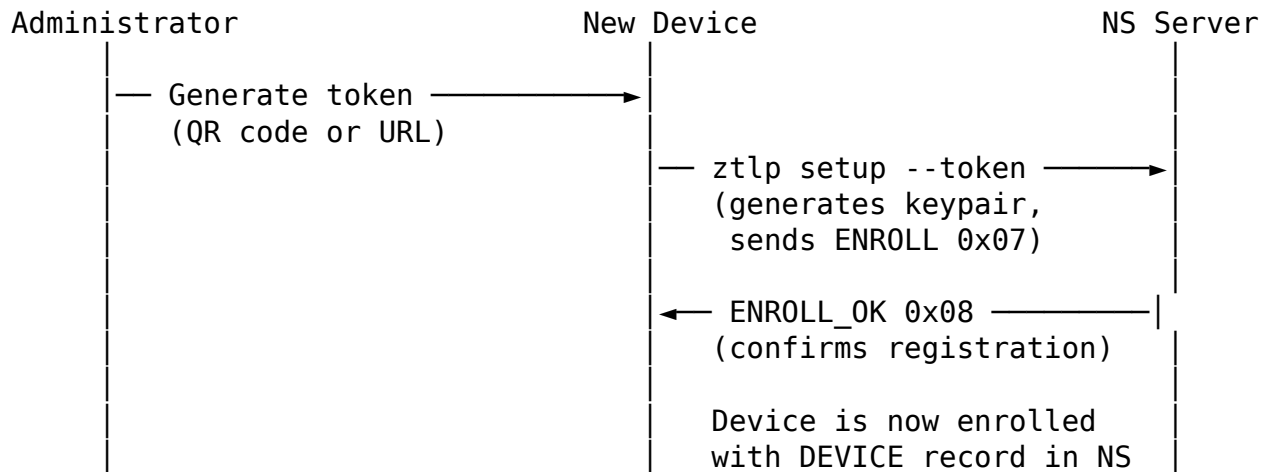 Administrator New Device NS Server
Generate token
(QR code or URL)
ztlp setup --token
(generates keypair,
sends ENROLL 0x07)
ENROLL_OK 0x08
(confirms registration)
Device is now enrolled
with DEVICE record in NS